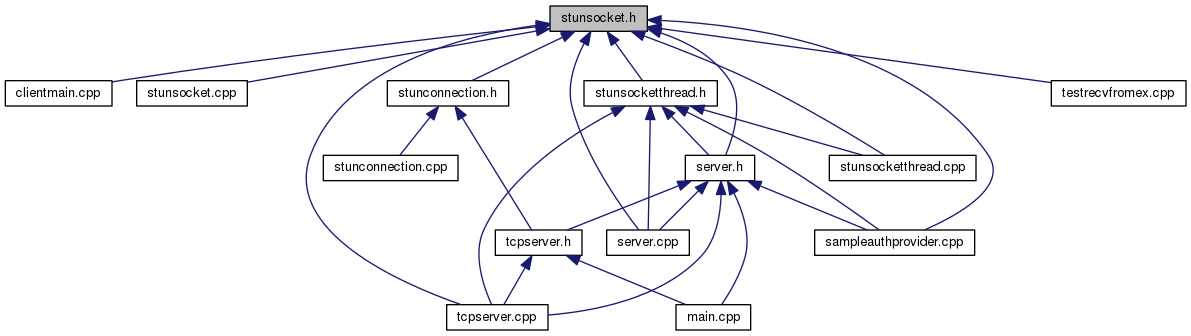 stunsocket.h
clientmain.cpp
stunsocket.cpp
stunconnection.h
stunsocketthread.h
testrecvfromex.cpp
stunconnection.cpp
server.h
stunsocketthread.cpp
tcpserver.h
server.cpp
sampleauthprovider.cpp
tcpserver.cpp
main.cpp